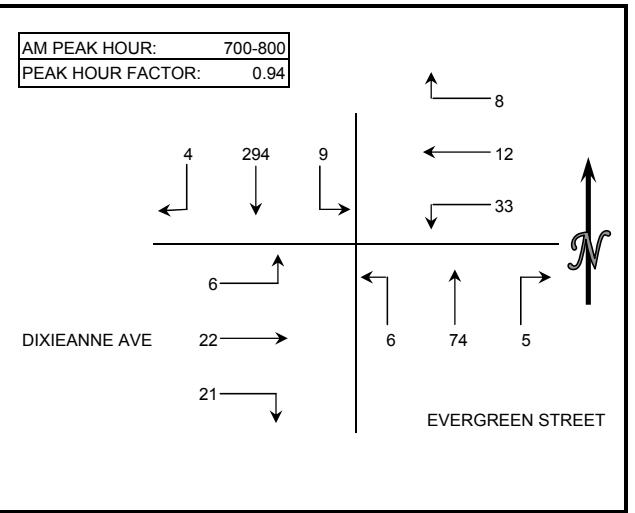 AM PEAK HOUR: 700-800
PEAK HOUR FACTOR: 0.94
8
4 294 9 12
33
N
6
DIXIEANNE AVE 22 6 74 5
21
EVERGREEN STREET